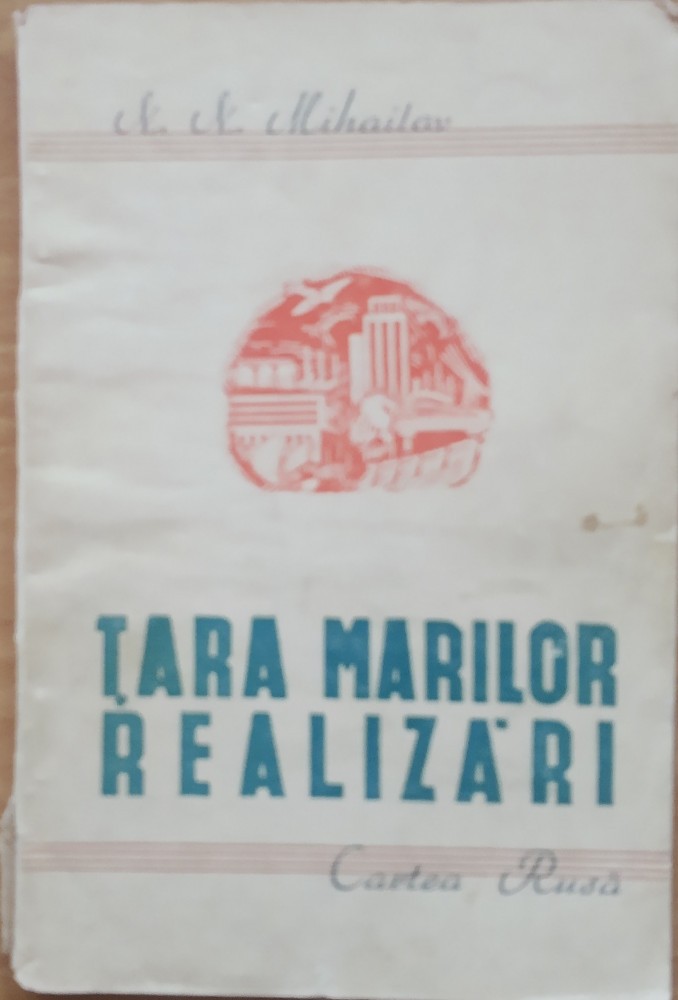 N. N. Mihailov
ȚARA MARILOR
REALIZĂRI
Cartea Rusă